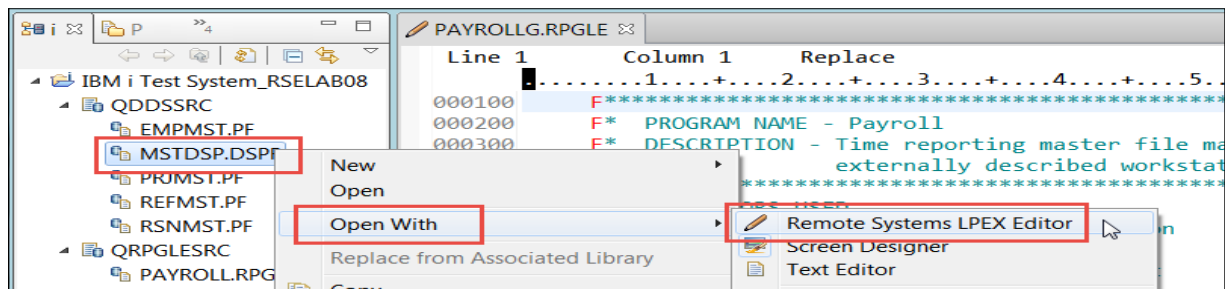 i P »4
PAYROLLG.RPGLE
Line 1 Column 1 Replace
.........1....+....2....+....3....+....4....+....5..
IBM i Test System_RSELAB08
QDDSSRC
EMPMST.PF
MSTDSP.DSPF
PRJMST.PF
REFMST.PF
RSNMST.PF
QRPGLESRC
PAYROLL.RPG
000100 F*************************************************
000200 F* PROGRAM NAME - Payroll
000300 F* DESCRIPTION - Time reporting master file ma
externally described workstat
New
Open
Open With
Replace from Associated Library
Copy
Remote Systems LPEX Editor
Screen Designer
Text Editor